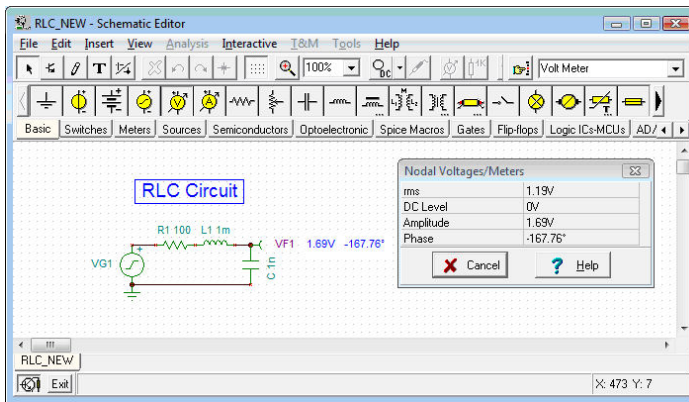 RLC_NEW - Schematic Editor
File Edit Insert View Analysis Interactive T&M Tools Help
T 100% DC Volt Meter
Basic Switches Meters Sources Semiconductors Optoelectronic Spice Macros Gates Flip-flops Logic ICs-MCUs AD/
RLC Circuit
R1 100 L1 1m
VF1 1.69V -167.76°
VG1
C 1n
Nodal Voltages/Meters
rms 1.19V
DC Level 0V
Amplitude 1.69V
Phase -167.76°
Cancel Help
RLC_NEW
Exit X: 473 Y: 7